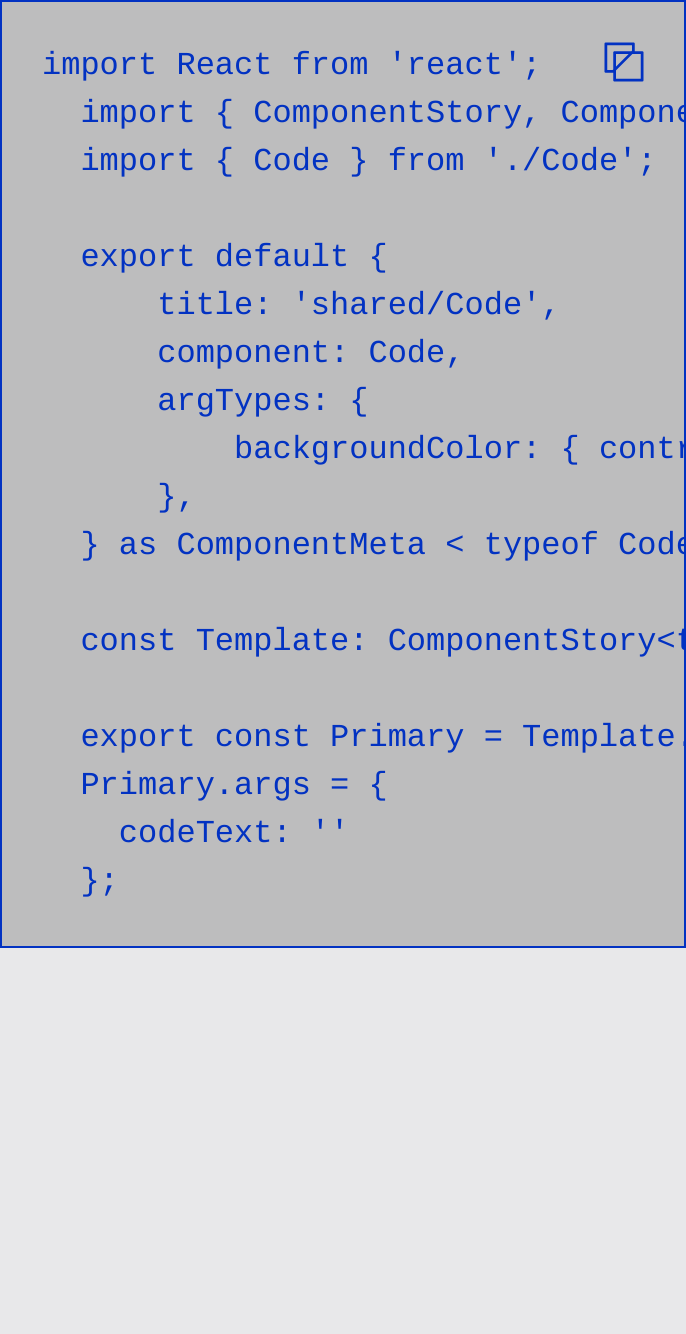 import React from 'react';
import { ComponentStory, Compone
import { Code } from './Code';
export default {
title: 'shared/Code',
component: Code,
argTypes: {
backgroundColor: { contr
},
} as ComponentMeta < typeof Code
const Template: ComponentStory<t
export const Primary = Template.
Primary.args = {
codeText: ''
};